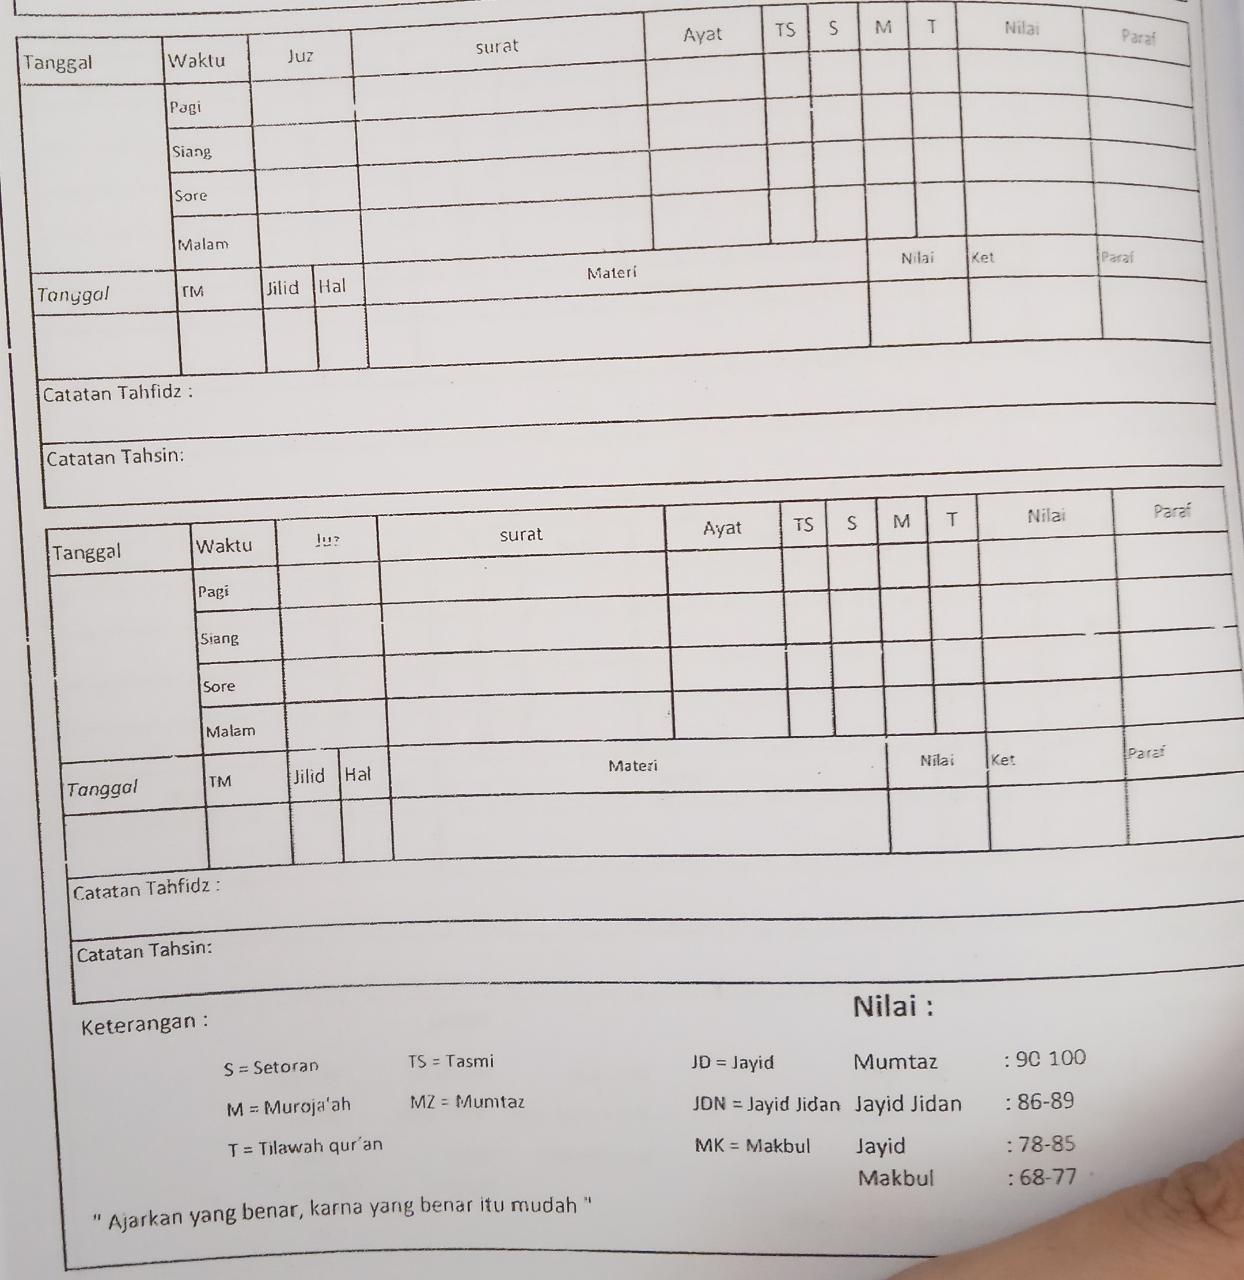 Tanggal Waktu Juz surat Ayat TS S M T Nilai Paraf
Pagi
Siang
Sore
Malam
Tanggal TM Jilid Hal Materi Nilai Ket Paraf
Catatan Tahfidz :
Catatan Tahsin:
Tanggal Waktu Juz surat Ayat TS S M T Nilai Paraf
Pagi
Siang
Sore
Malam
Tanggal TM Jilid Hal Materi Nilai Ket Paraf
Catatan Tahfidz :
Catatan Tahsin:
Keterangan : Nilai :
S = Setoran TS = Tasmi JD = Jayid Mumtaz : 90 100
M = Muroja'ah MZ = Mumtaz JDN = Jayid Jidan Jayid Jidan : 86-89
T = Tilawah qur'an MK = Makbul Jayid : 78-85
Makbul : 68-77
" Ajarkan yang benar, karna yang benar itu mudah "